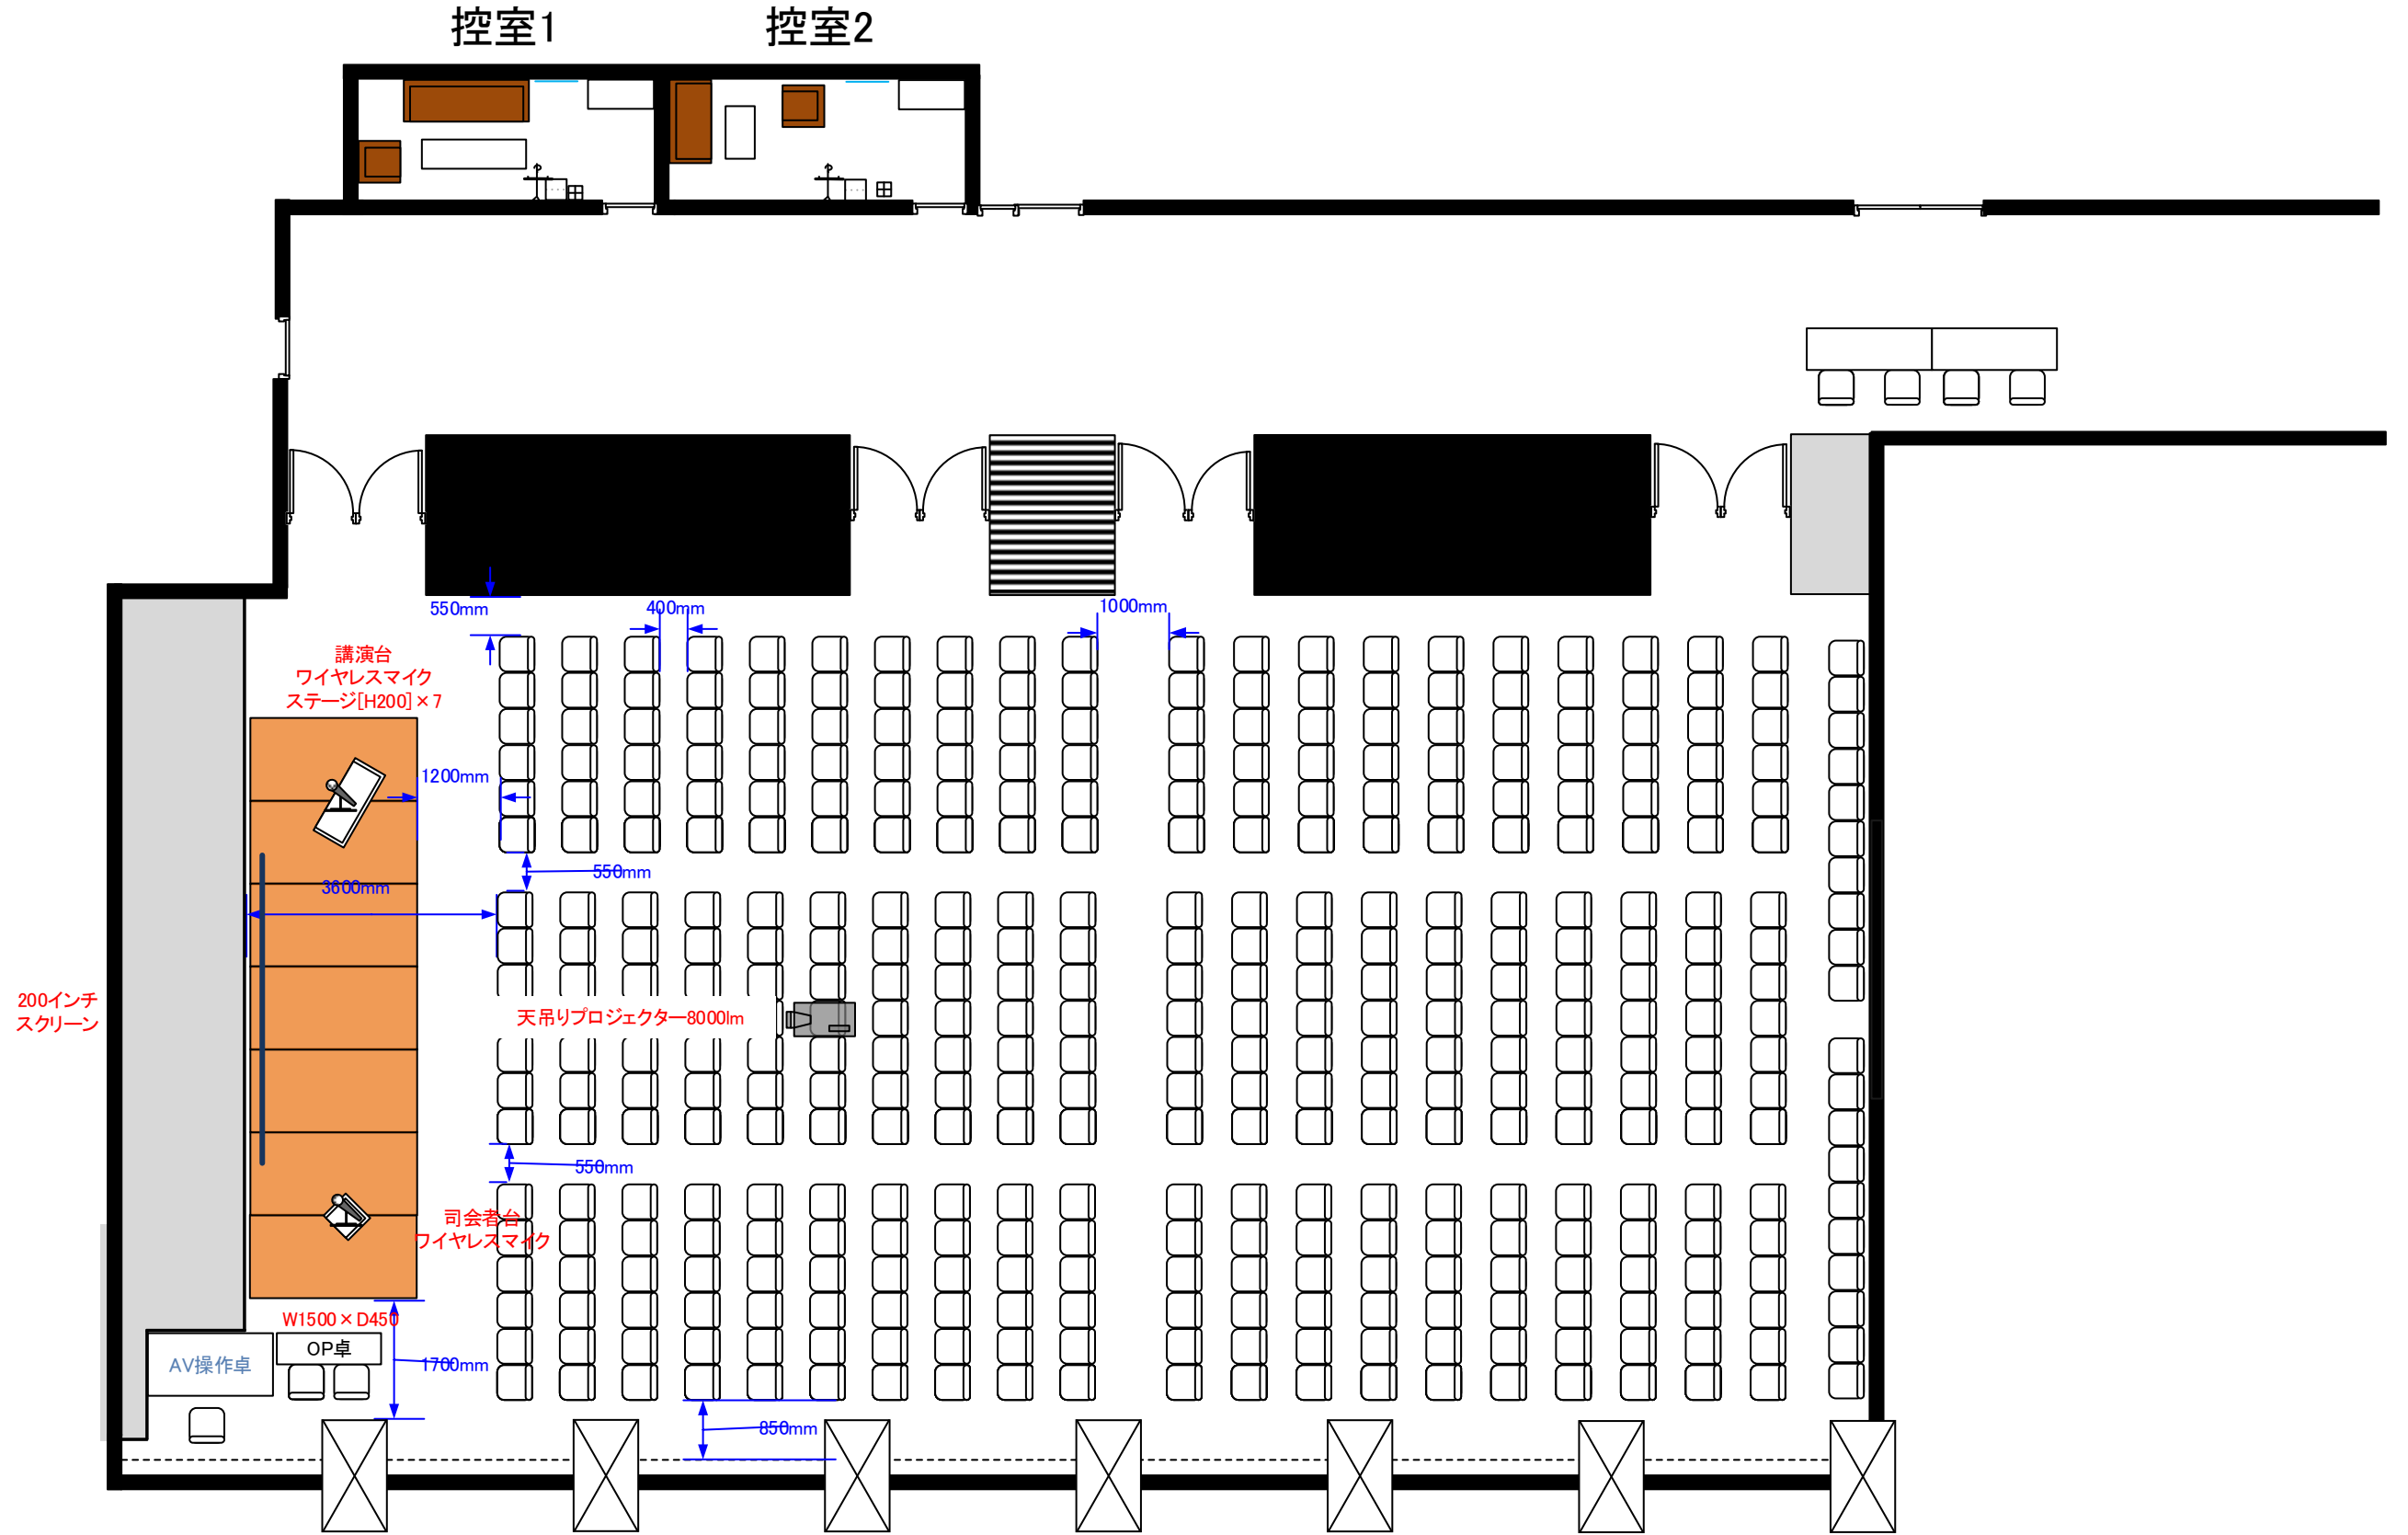 控室1
控室2
550mm
400mm
1000mm
講演台
ワイヤレスマイク
ステージ[H200]×7
1200mm
550mm
3600mm
200インチ
スクリーン
天吊りプロジェクター8000lm
550mm
司会者台
ワイヤレスマイク
W1500×D450
OP卓
AV操作卓
1700mm
850mm